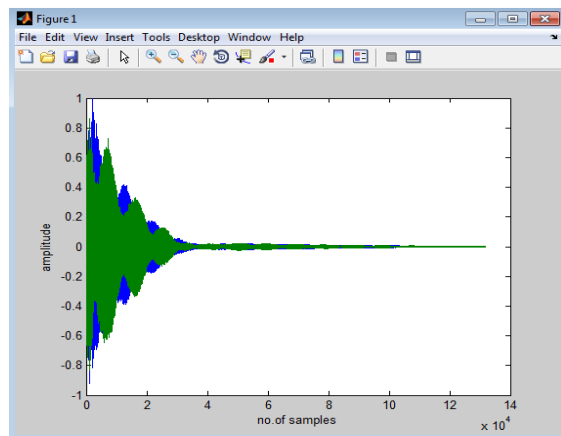 Figure 1
File Edit View Insert Tools Desktop Window Help
1
0.8
0.6
0.4
0.2
0
-0.2
-0.4
-0.6
-0.8
-1
amplitude
0 2 4 6 8 10 12 14
no.of samples
x 10^4